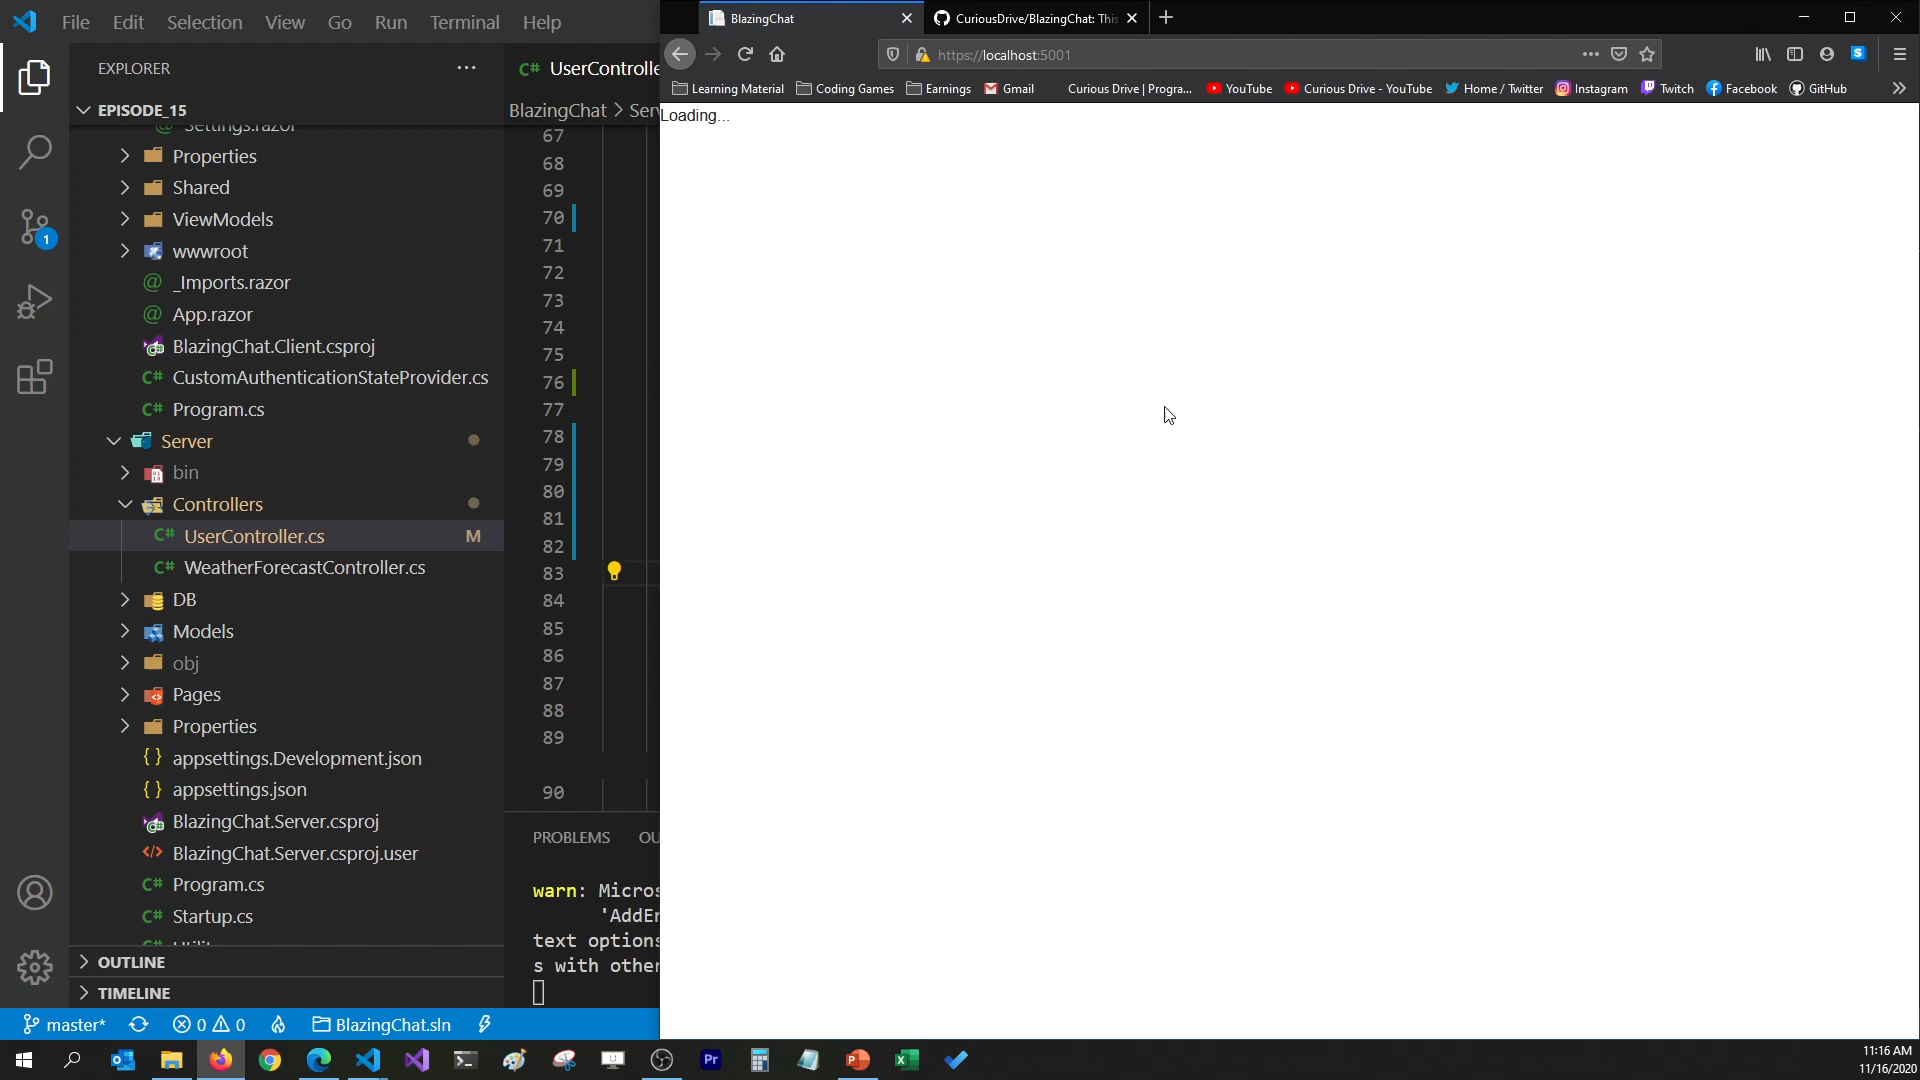 File Edit Selection View Go Run Terminal Help
EXPLORER
EPISODE_15
Settings.razor
Properties
Shared
ViewModels
wwwroot
_Imports.razor
App.razor
BlazingChat.Client.csproj
CustomAuthenticationStateProvider.cs
Program.cs
Server
bin
Controllers
UserController.cs M
WeatherForecastController.cs
DB
Models
obj
Pages
Properties
appsettings.Development.json
appsettings.json
BlazingChat.Server.csproj
BlazingChat.Server.csproj.user
Program.cs
Startup.cs
OUTLINE
TIMELINE
UserControlle
BlazingChat > Ser
67
68
69
70
71
72
73
74
75
76
77
78
79
80
81
82
83
84
85
86
87
88
89
90
PROBLEMS OU
warn: Micros
'AddEn
text options
s with other
master* 0 0 BlazingChat.sln
BlazingChat
CuriousDrive/BlazingChat: This
https://localhost:5001
Learning Material Coding Games Earnings Gmail Curious Drive | Progra... YouTube Curious Drive - YouTube Home / Twitter Instagram Twitch Facebook GitHub
Loading...
11:16 AM
11/16/2020